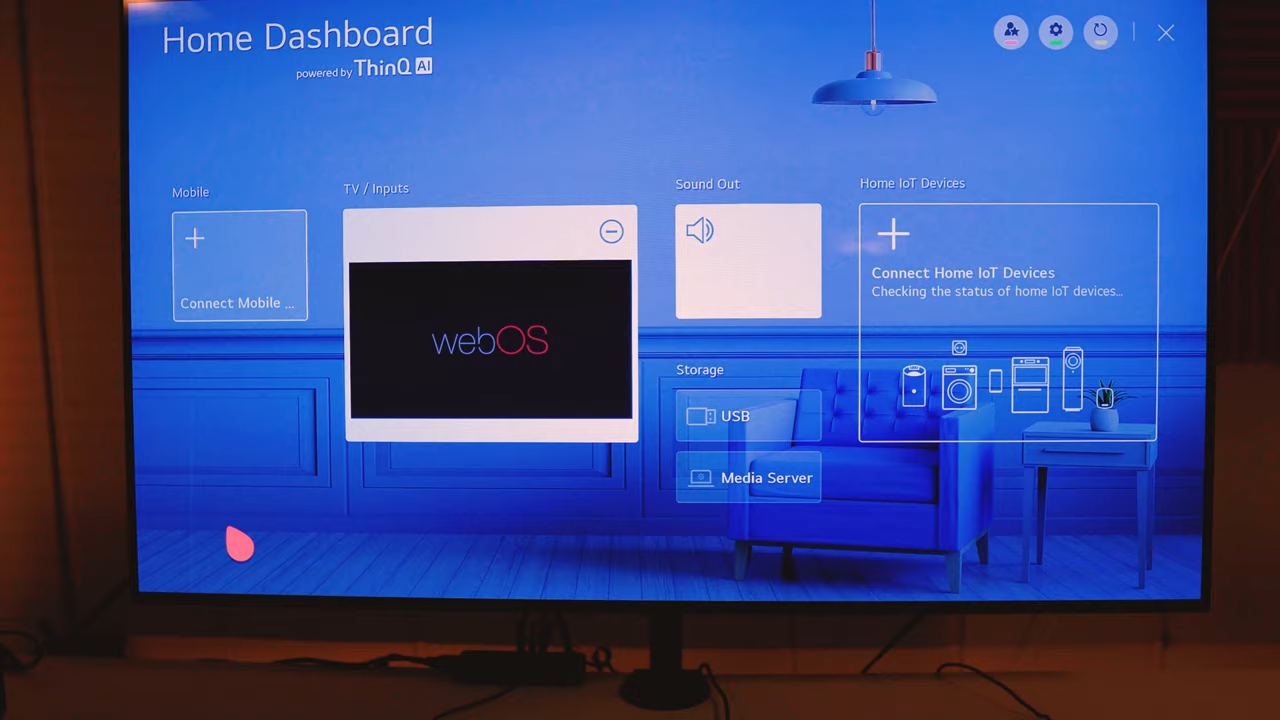 Home Dashboard
powered by ThinQ AI
Mobile
TV / Inputs
Sound Out
Home IoT Devices
Connect Mobile ...
webOS
Connect Home IoT Devices
Checking the status of home IoT devices...
Storage
USB
Media Server